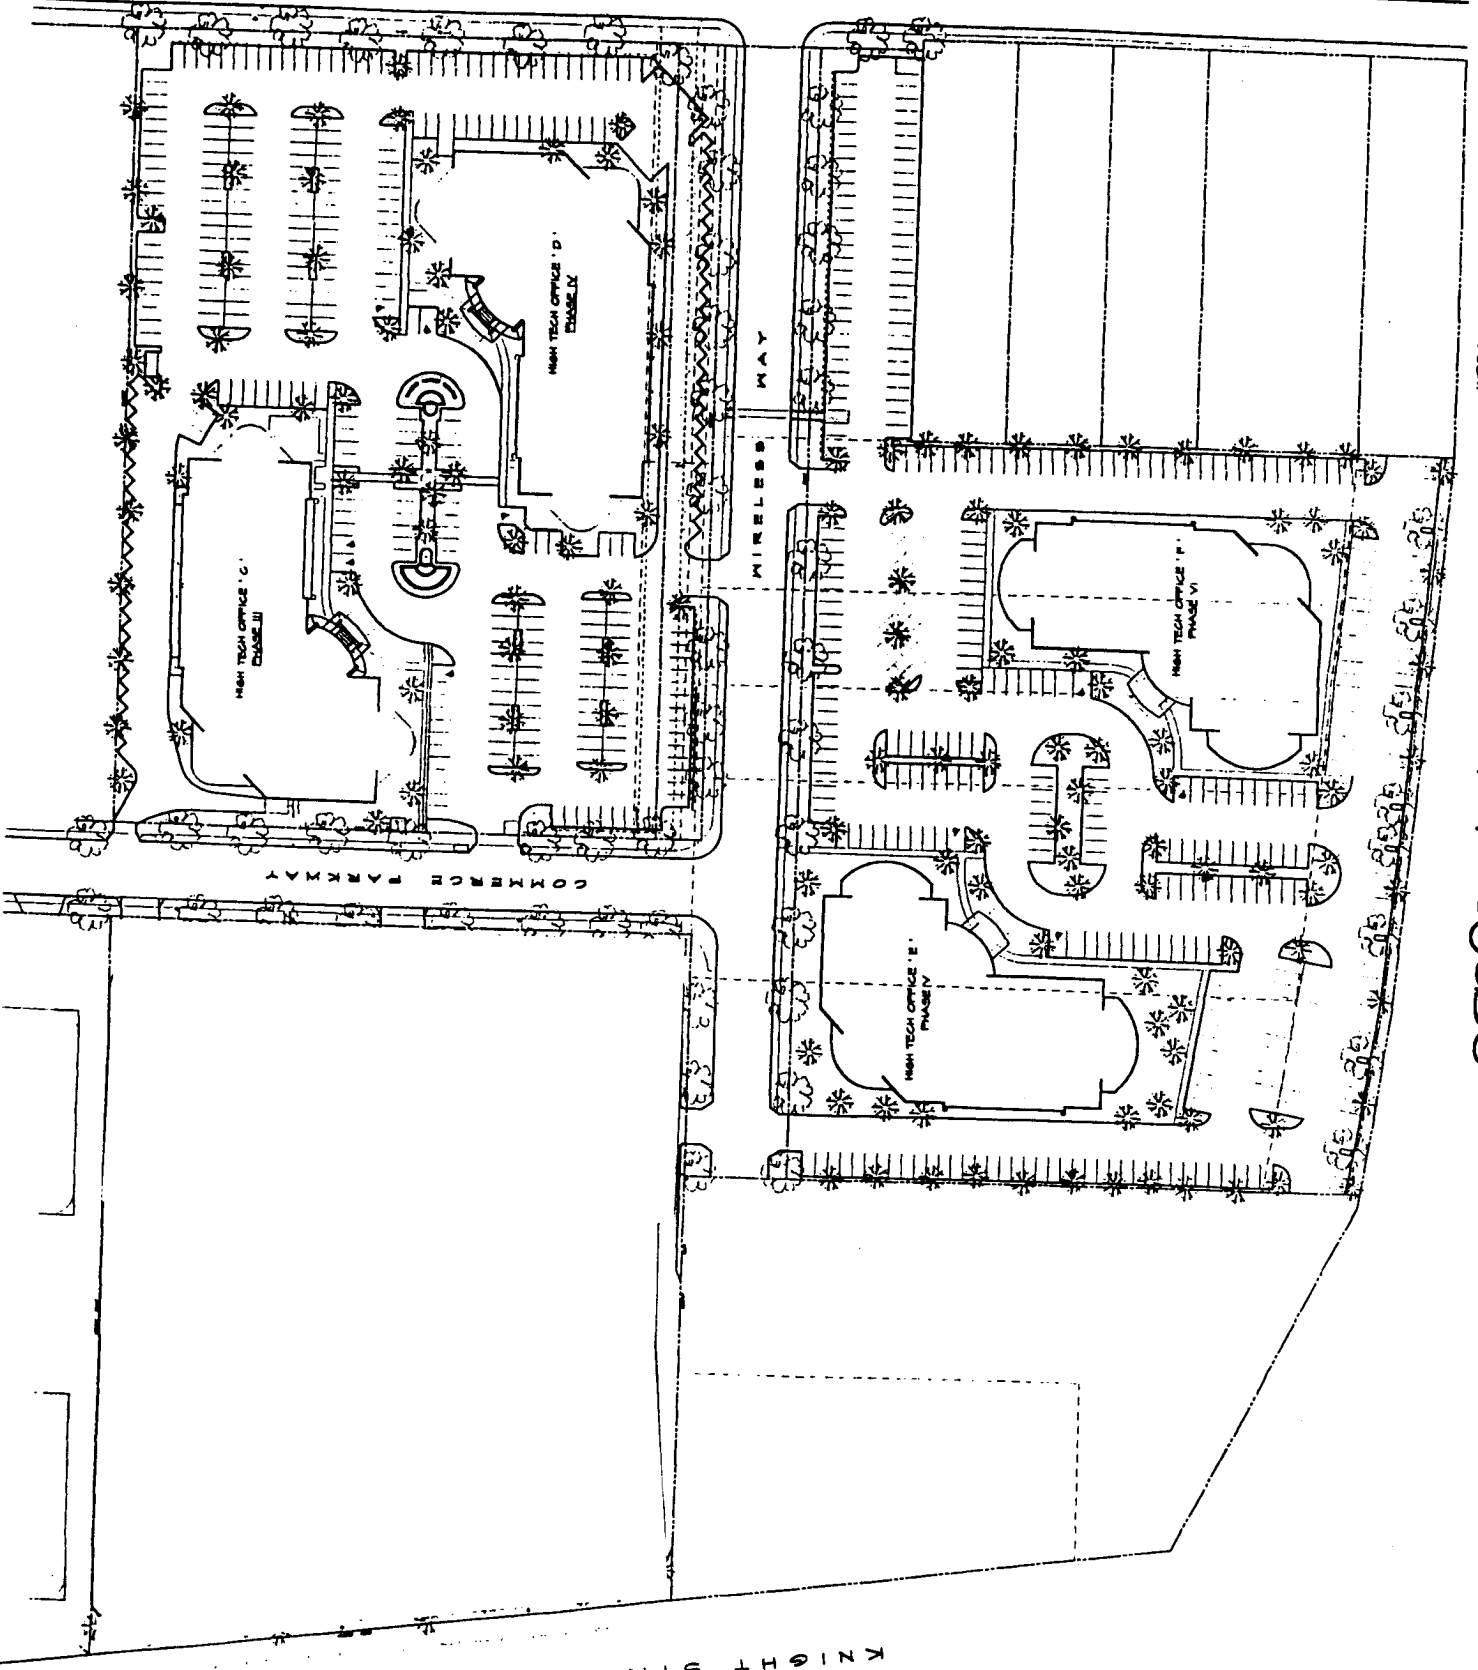 HIGH TECH OFFICE 'D'
PHASE IV
WIRELESS WAY
HIGH TECH OFFICE 'C'
PHASE III
HIGH TECH OFFICE 'F'
PHASE VI
COMMERCE PARKWAY
HIGH TECH OFFICE 'E'
PHASE IV
KNIGHT